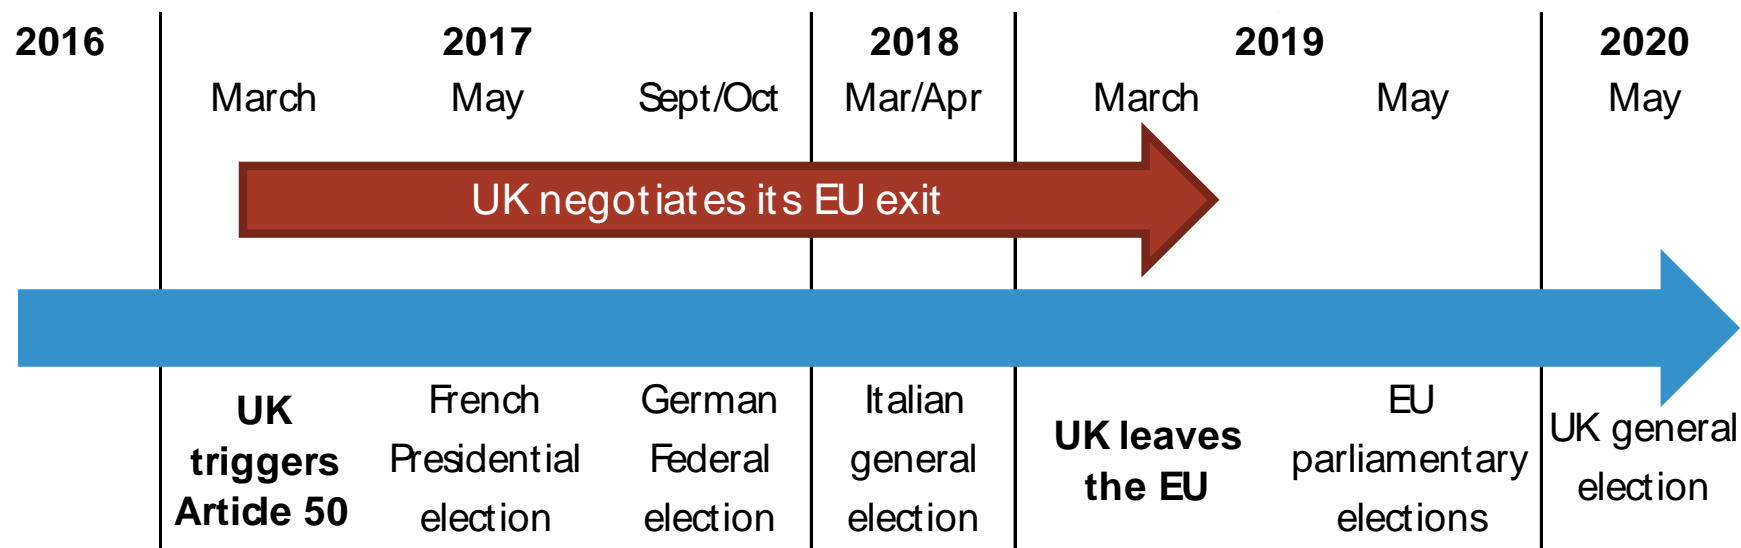 2016 2017 2018 2019 2020
March May Sept/Oct Mar/Apr March May May
UK negotiates its EU exit
UK
triggers
Article 50
French
Presidential
election
German
Federal
election
Italian
general
election
UK leaves
the EU
EU
parliamentary
elections
UK general
election